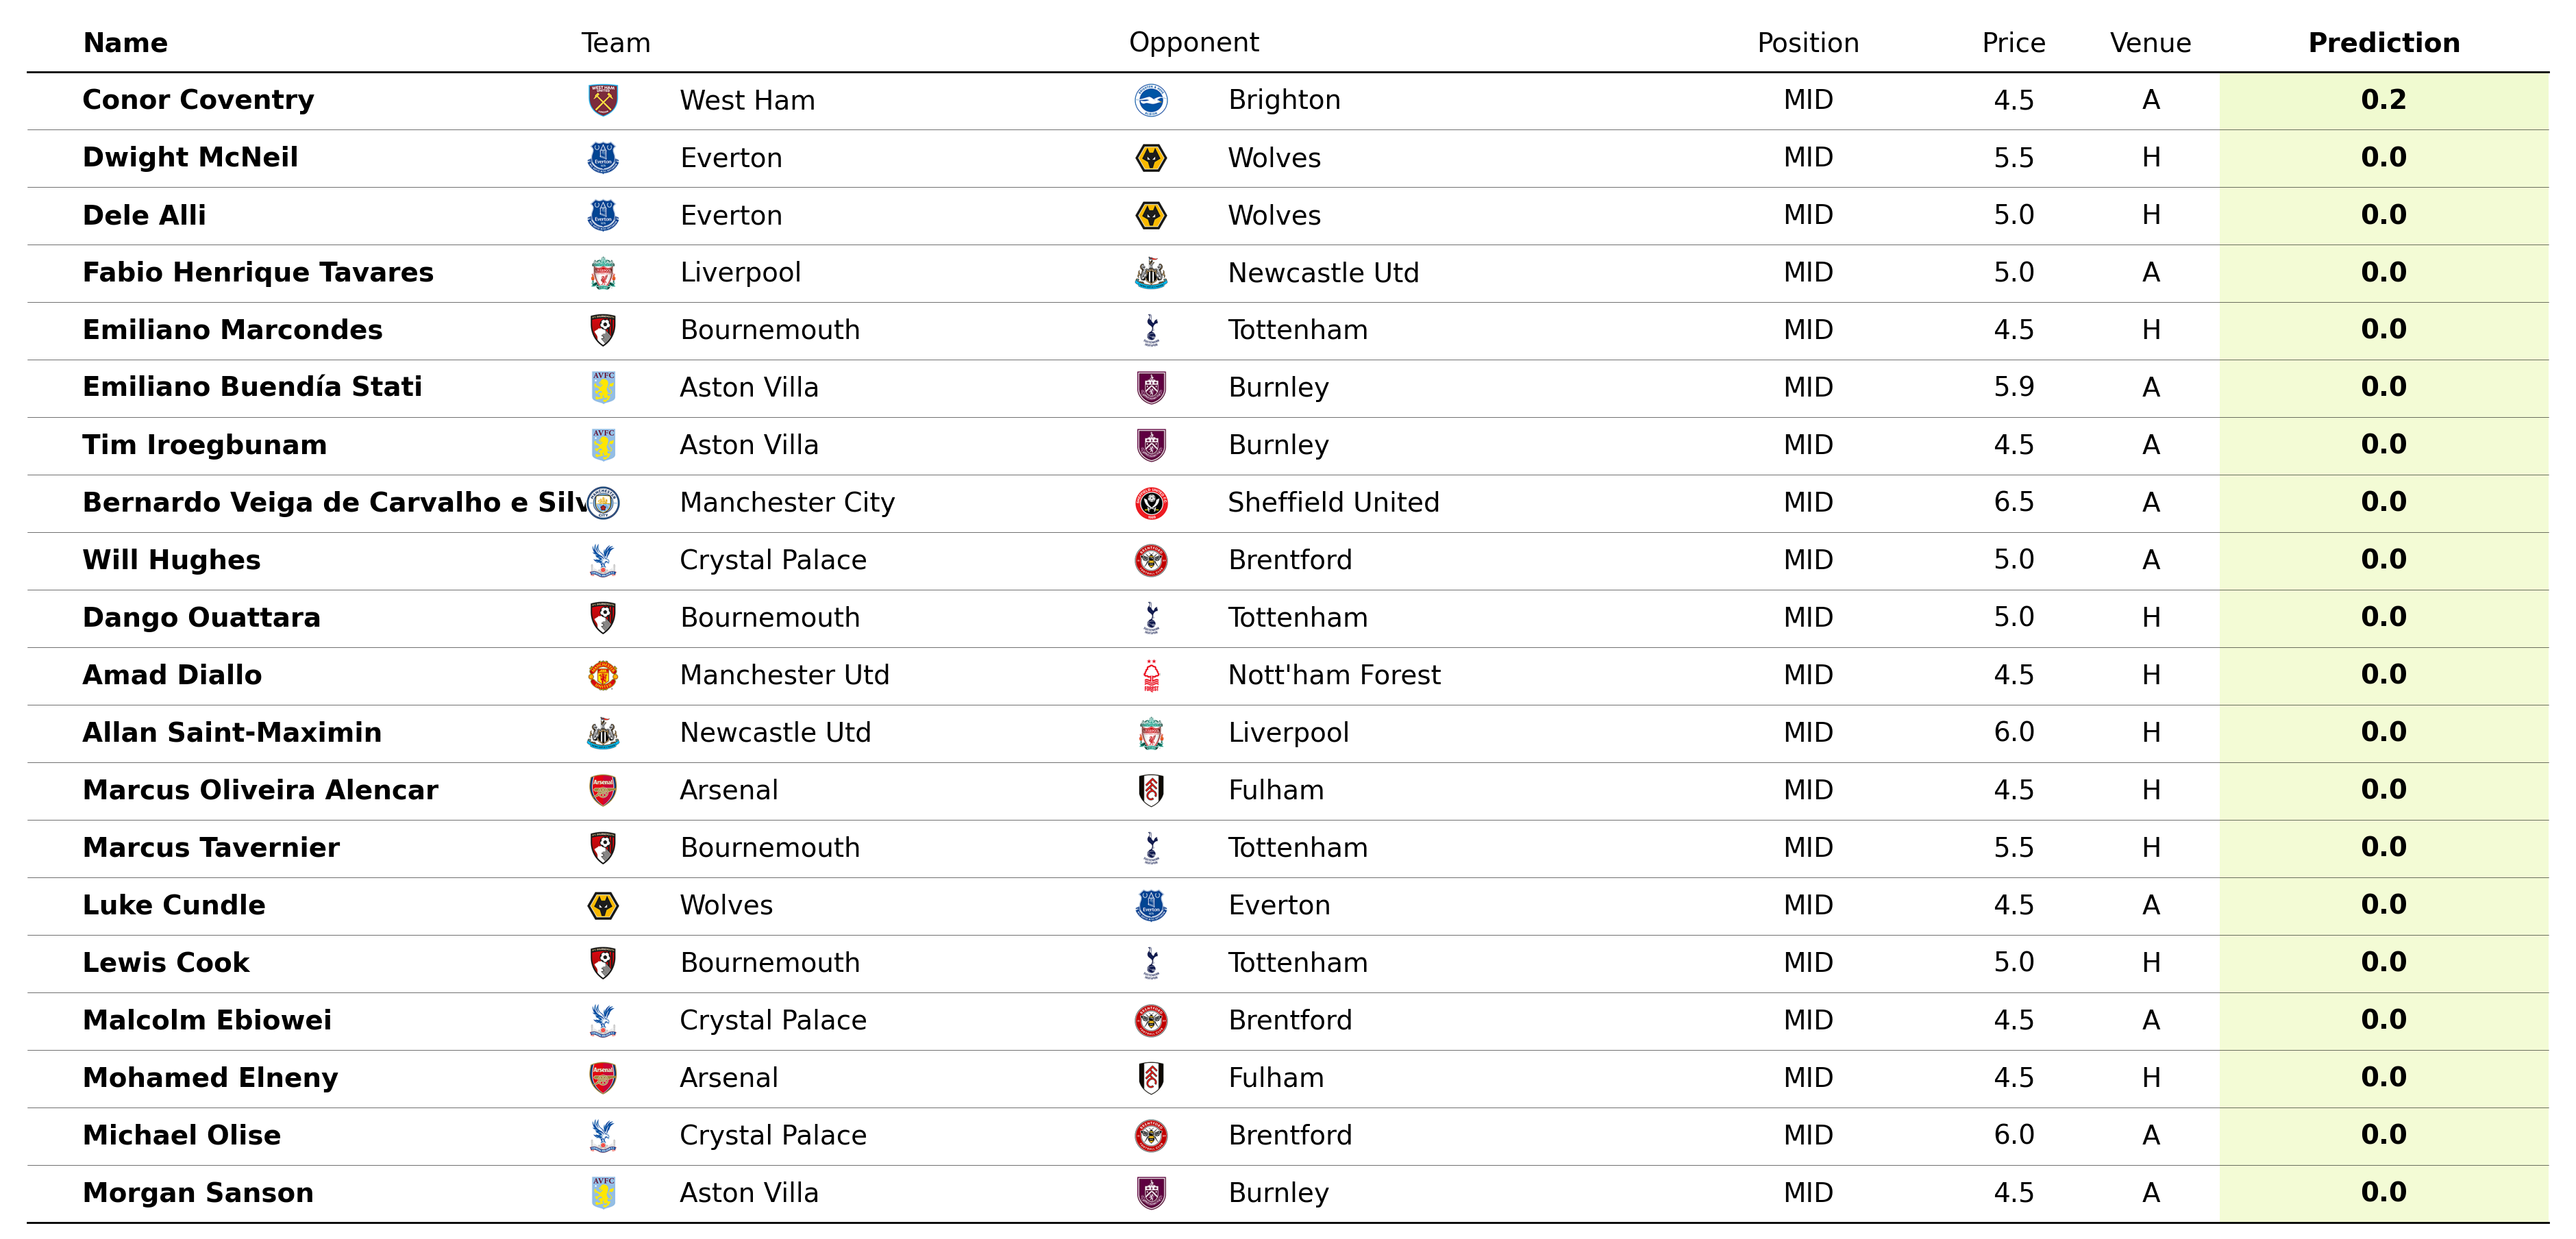 Name Team Opponent Position Price Venue Prediction
Conor Coventry West Ham Brighton MID 4.5 A 0.2
Dwight McNeil Everton Wolves MID 5.5 H 0.0
Dele Alli Everton Wolves MID 5.0 H 0.0
Fabio Henrique Tavares Liverpool Newcastle Utd MID 5.0 A 0.0
Emiliano Marcondes Bournemouth Tottenham MID 4.5 H 0.0
Emiliano Buendía Stati Aston Villa Burnley MID 5.9 A 0.0
Tim Iroegbunam Aston Villa Burnley MID 4.5 A 0.0
Bernardo Veiga de Carvalho e Silv Manchester City Sheffield United MID 6.5 A 0.0
Will Hughes Crystal Palace Brentford MID 5.0 A 0.0
Dango Ouattara Bournemouth Tottenham MID 5.0 H 0.0
Amad Diallo Manchester Utd Nott'ham Forest MID 4.5 H 0.0
Allan Saint-Maximin Newcastle Utd Liverpool MID 6.0 H 0.0
Marcus Oliveira Alencar Arsenal Fulham MID 4.5 H 0.0
Marcus Tavernier Bournemouth Tottenham MID 5.5 H 0.0
Luke Cundle Wolves Everton MID 4.5 A 0.0
Lewis Cook Bournemouth Tottenham MID 5.0 H 0.0
Malcolm Ebiowei Crystal Palace Brentford MID 4.5 A 0.0
Mohamed Elneny Arsenal Fulham MID 4.5 H 0.0
Michael Olise Crystal Palace Brentford MID 6.0 A 0.0
Morgan Sanson Aston Villa Burnley MID 4.5 A 0.0